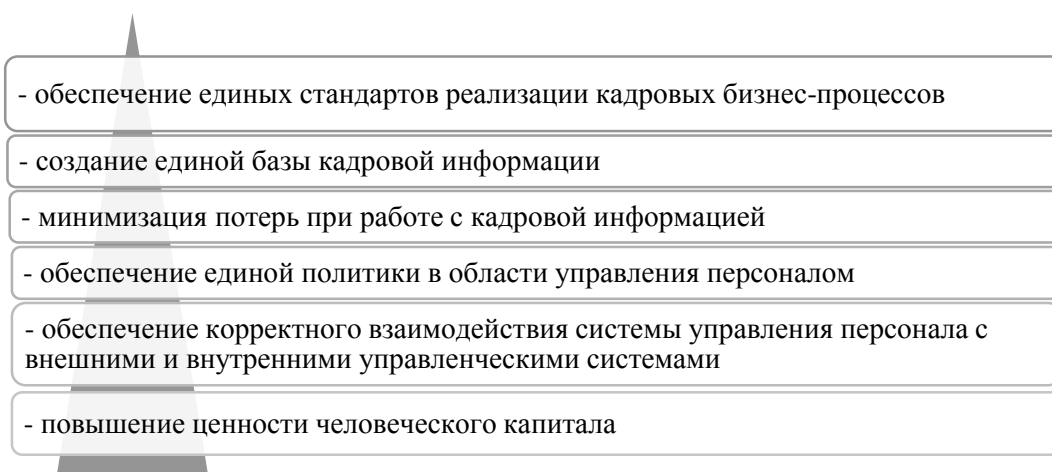 - обеспечение единых стандартов реализации кадровых бизнес-процессов
- создание единой базы кадровой информации
- минимизация потерь при работе с кадровой информацией
- обеспечение единой политики в области управления персоналом
- обеспечение корректного взаимодействия системы управления персонала с
внешними и внутренними управленческими системами
- повышение ценности человеческого капитала